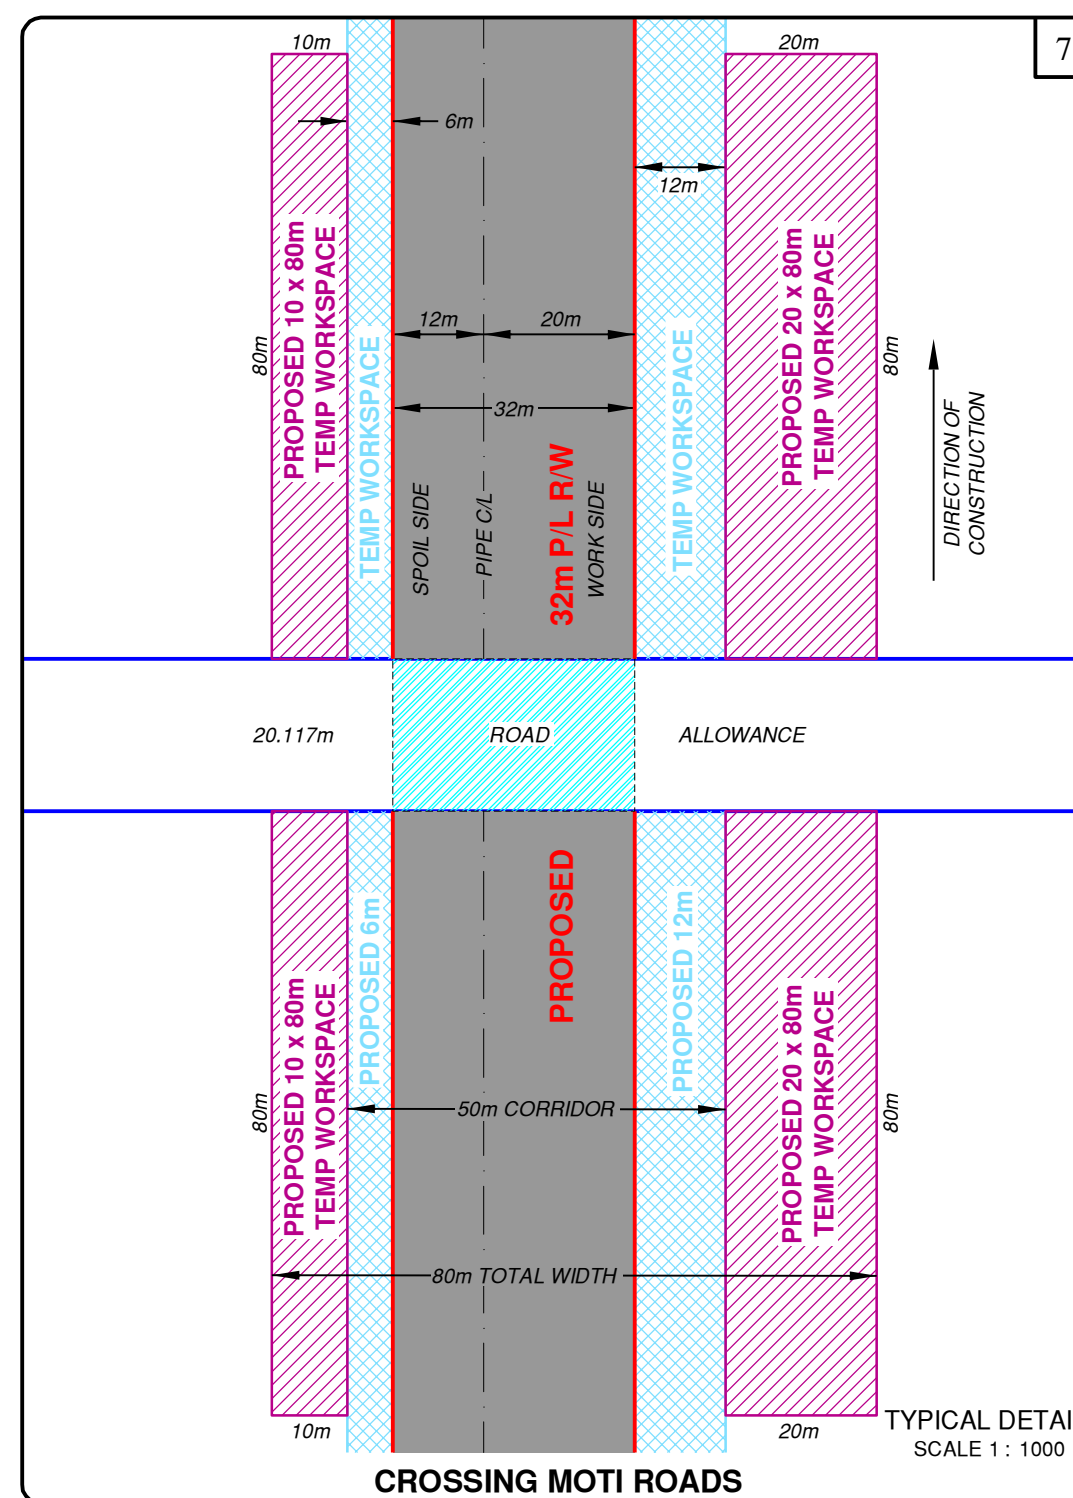 7
10m
20m
6m
12m
PROPOSED 10 x 80m
TEMP WORKSPACE
80m
TEMP WORKSPACE
12m
20m
32m
SPOIL SIDE
PIPE C/L
32m P/L R/W
WORK SIDE
TEMP WORKSPACE
PROPOSED 20 x 80m
TEMP WORKSPACE
80m
DIRECTION OF
CONSTRUCTION
20.117m
ROAD
ALLOWANCE
PROPOSED 10 x 80m
TEMP WORKSPACE
80m
PROPOSED 6m
PROPOSED
PROPOSED 12m
PROPOSED 20 x 80m
TEMP WORKSPACE
80m
50m CORRIDOR
80m TOTAL WIDTH
10m
20m
TYPICAL DETAI
SCALE 1 : 1000
CROSSING MOTI ROADS